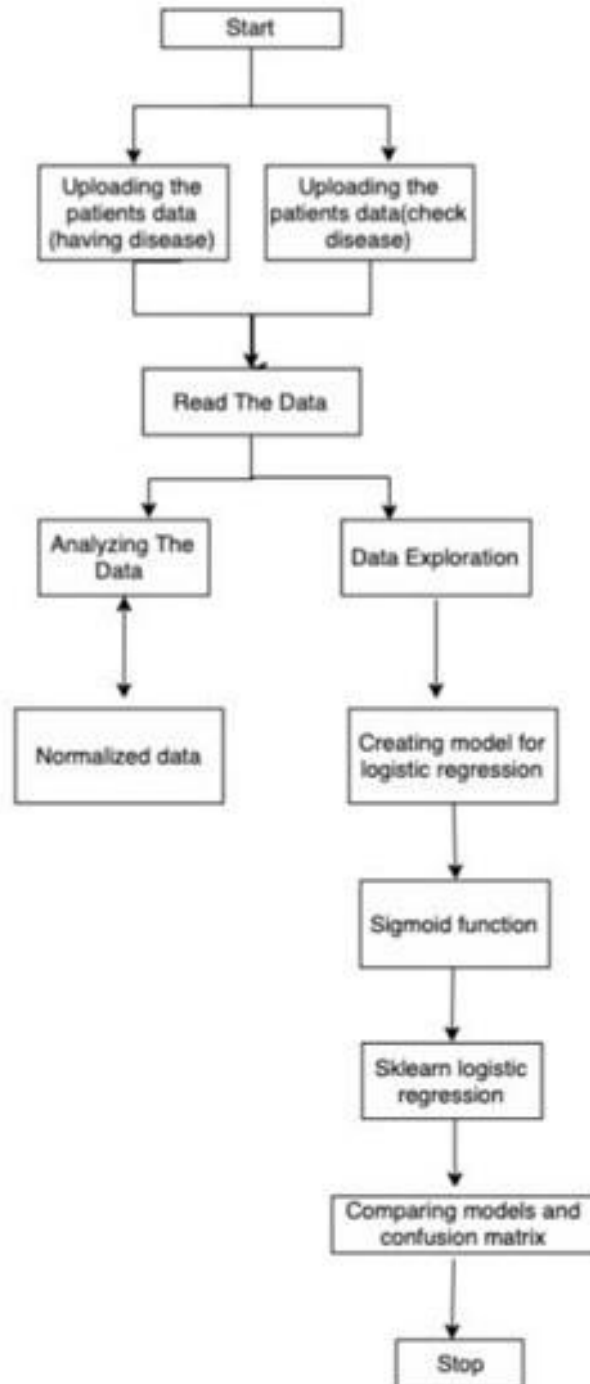 Start
Uploading the
patients data
(having disease)
Uploading the
patients data(check
disease)
Read The Data
Analyzing The
Data
Data Exploration
Normalized data
Creating model for
logistic regression
Sigmoid function
Sklearn logistic
regression
Comparing models and
confusion matrix
Stop